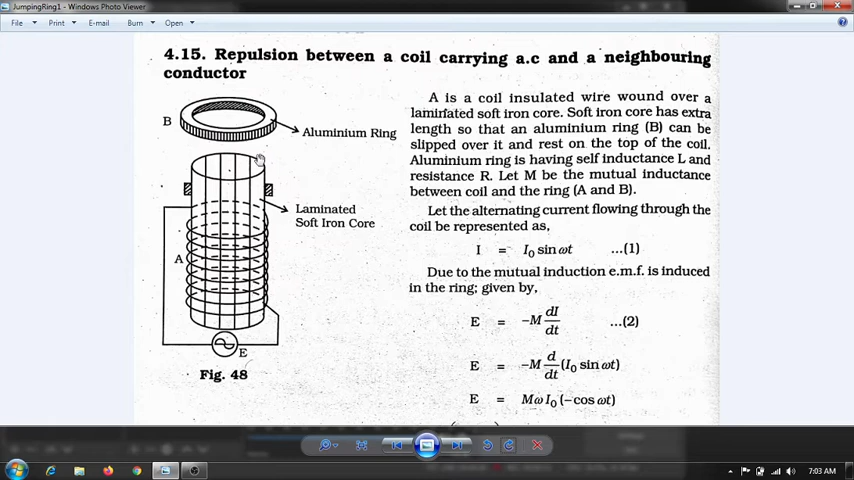 JumpingRing1 - Windows Photo Viewer
File Print E-mail Burn Open
4.15. Repulsion between a coil carrying a.c and a neighbouring
conductor
B
Aluminium Ring
Laminated
Soft Iron Core
A
E
Fig. 48
A is a coil insulated wire wound over a
laminated soft iron core. Soft iron core has extra
length so that an aluminium ring (B) can be
slipped over it and rest on the top of the coil.
Aluminium ring is having self inductance L and
resistance R. Let M be the mutual inductance
between coil and the ring (A and B).
Let the alternating current flowing through the
coil be represented as,
I = I₀ sin ωt ...(1)
Due to the mutual induction e.m.f. is induced
in the ring; given by,
E = -M dI/dt ...(2)
E = -M d/dt (I₀ sin ωt)
E = Mω I₀ (-cos ωt)
7:03 AM